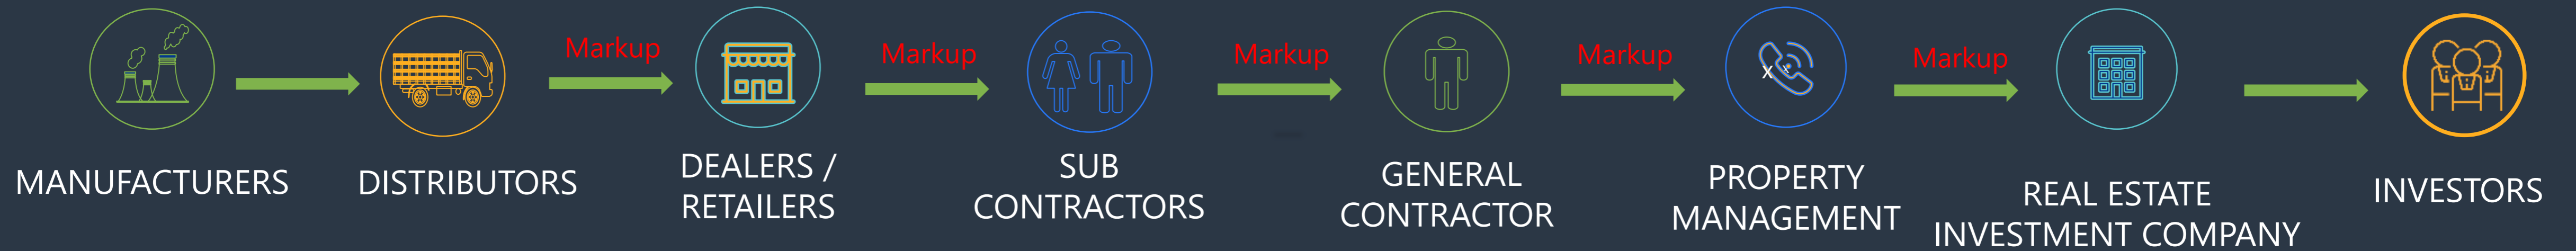 Markup
Markup
Markup
Markup
Markup
X x
MANUFACTURERS
DISTRIBUTORS
DEALERS /
RETAILERS
SUB
CONTRACTORS
GENERAL
CONTRACTOR
PROPERTY
MANAGEMENT
REAL ESTATE
INVESTMENT COMPANY
INVESTORS